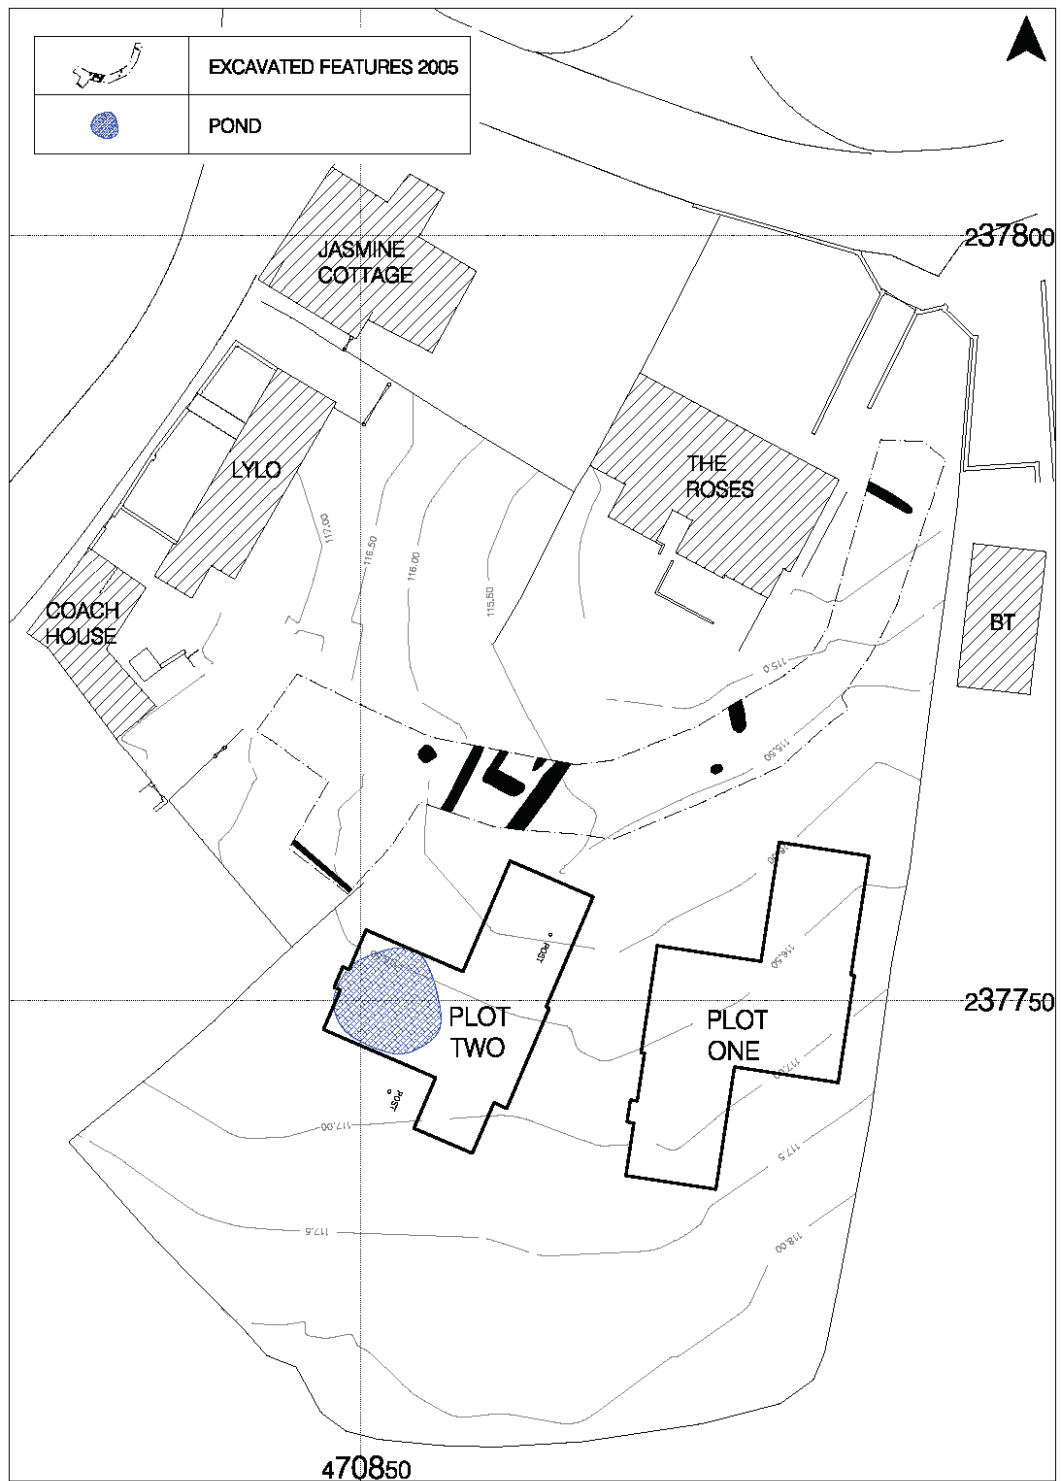 EXCAVATED FEATURES 2005
POND
237800
JASMINE
COTTAGE
LYLO
THE
ROSES
117.00
116.50
116.00
115.50
COACH
HOUSE
BT
115.0
115.50
POST
116.50
237750
PLOT
TWO
PLOT
ONE
117.00
POST
117.00
117.5
117.5
118.00
470850